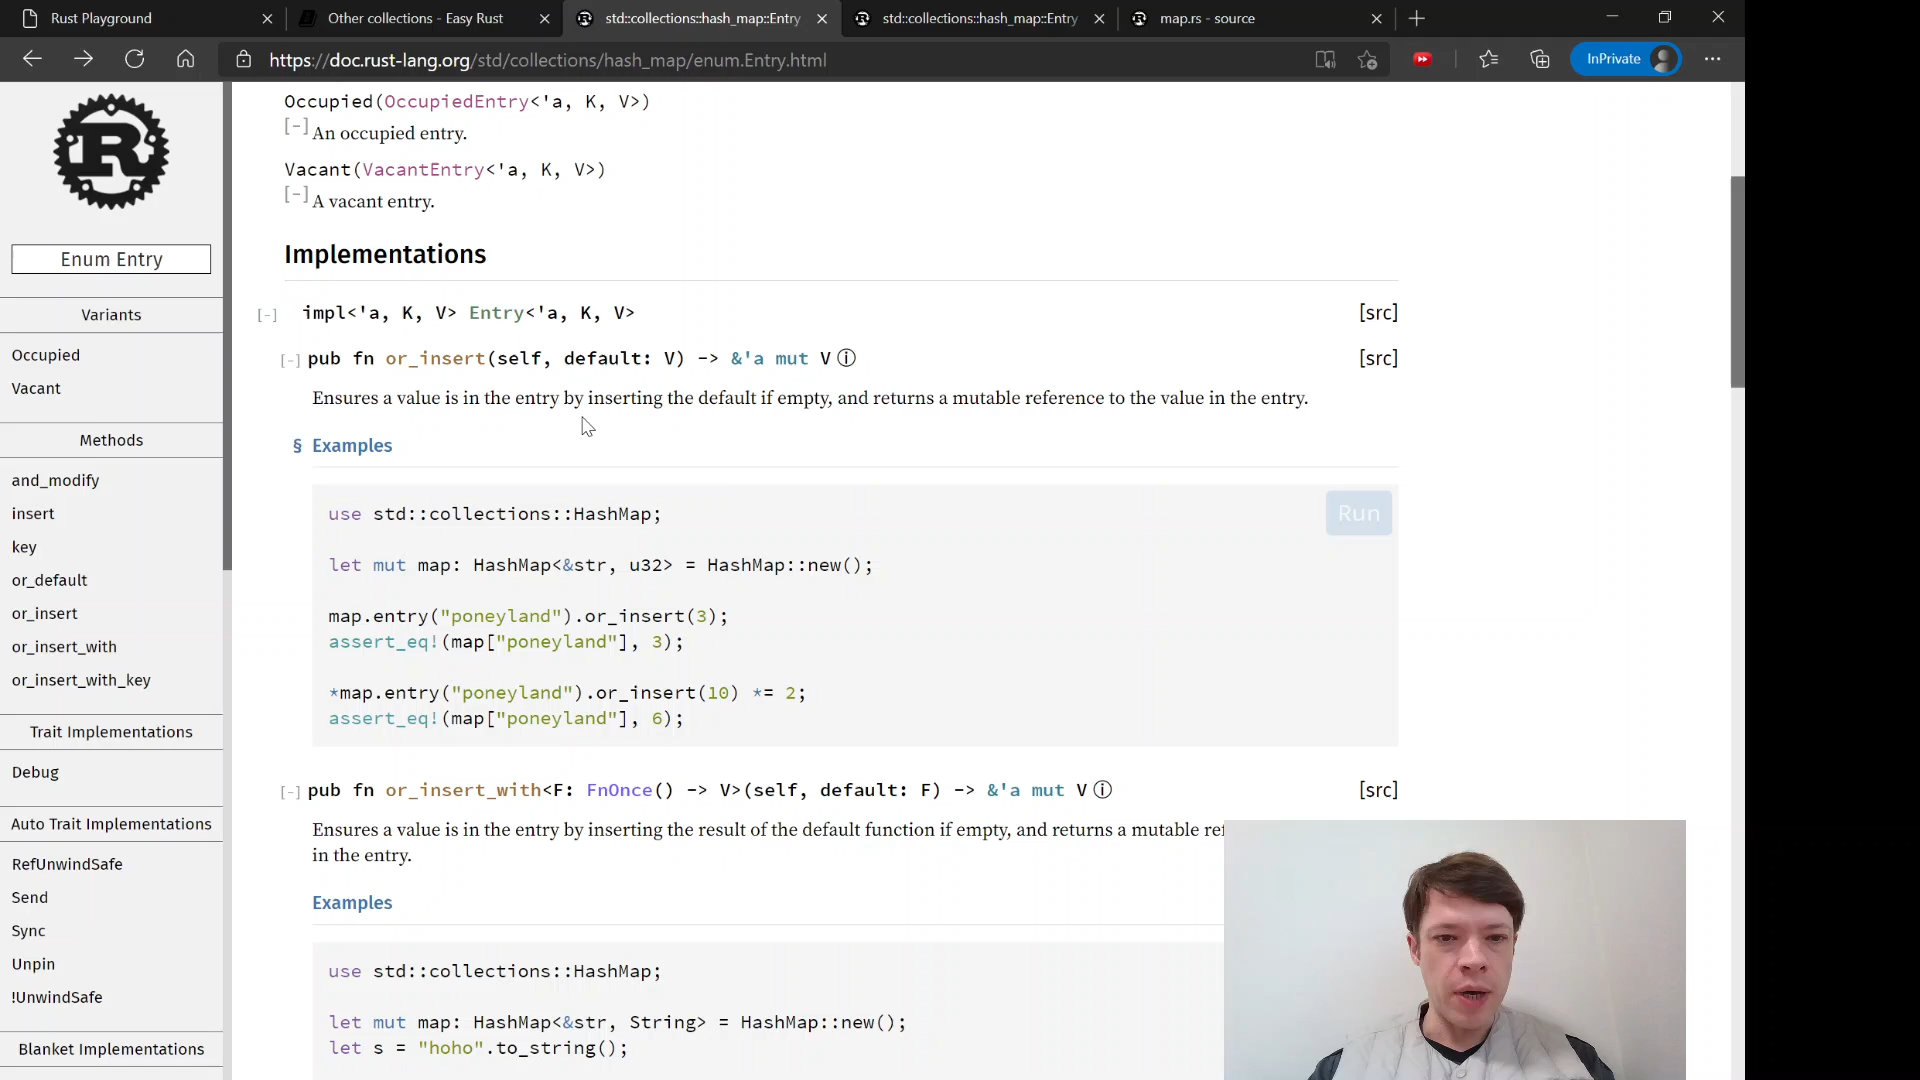 Rust Playground
Other collections - Easy Rust
std::collections::hash_map::Entry
std::collections::hash_map::Entry
map.rs - source
https://doc.rust-lang.org/std/collections/hash_map/enum.Entry.html
InPrivate
Enum Entry
Variants
Occupied
Vacant
Methods
and_modify
insert
key
or_default
or_insert
or_insert_with
or_insert_with_key
Trait Implementations
Debug
Auto Trait Implementations
RefUnwindSafe
Send
Sync
Unpin
!UnwindSafe
Blanket Implementations
Occupied(OccupiedEntry<'a, K, V>)
[-] An occupied entry.
Vacant(VacantEntry<'a, K, V>)
[-] A vacant entry.
Implementations
[-] impl<'a, K, V> Entry<'a, K, V> [src]
[-] pub fn or_insert(self, default: V) -> &'a mut V ⓘ [src]
Ensures a value is in the entry by inserting the default if empty, and returns a mutable reference to the value in the entry.
§ Examples
Run
use std::collections::HashMap;
let mut map: HashMap<&str, u32> = HashMap::new();
map.entry("poneyland").or_insert(3);
assert_eq!(map["poneyland"], 3);
*map.entry("poneyland").or_insert(10) *= 2;
assert_eq!(map["poneyland"], 6);
[-] pub fn or_insert_with<F: FnOnce() -> V>(self, default: F) -> &'a mut V ⓘ [src]
Ensures a value is in the entry by inserting the result of the default function if empty, and returns a mutable
in the entry.
Examples
use std::collections::HashMap;
let mut map: HashMap<&str, String> = HashMap::new();
let s = "hoho".to_string();